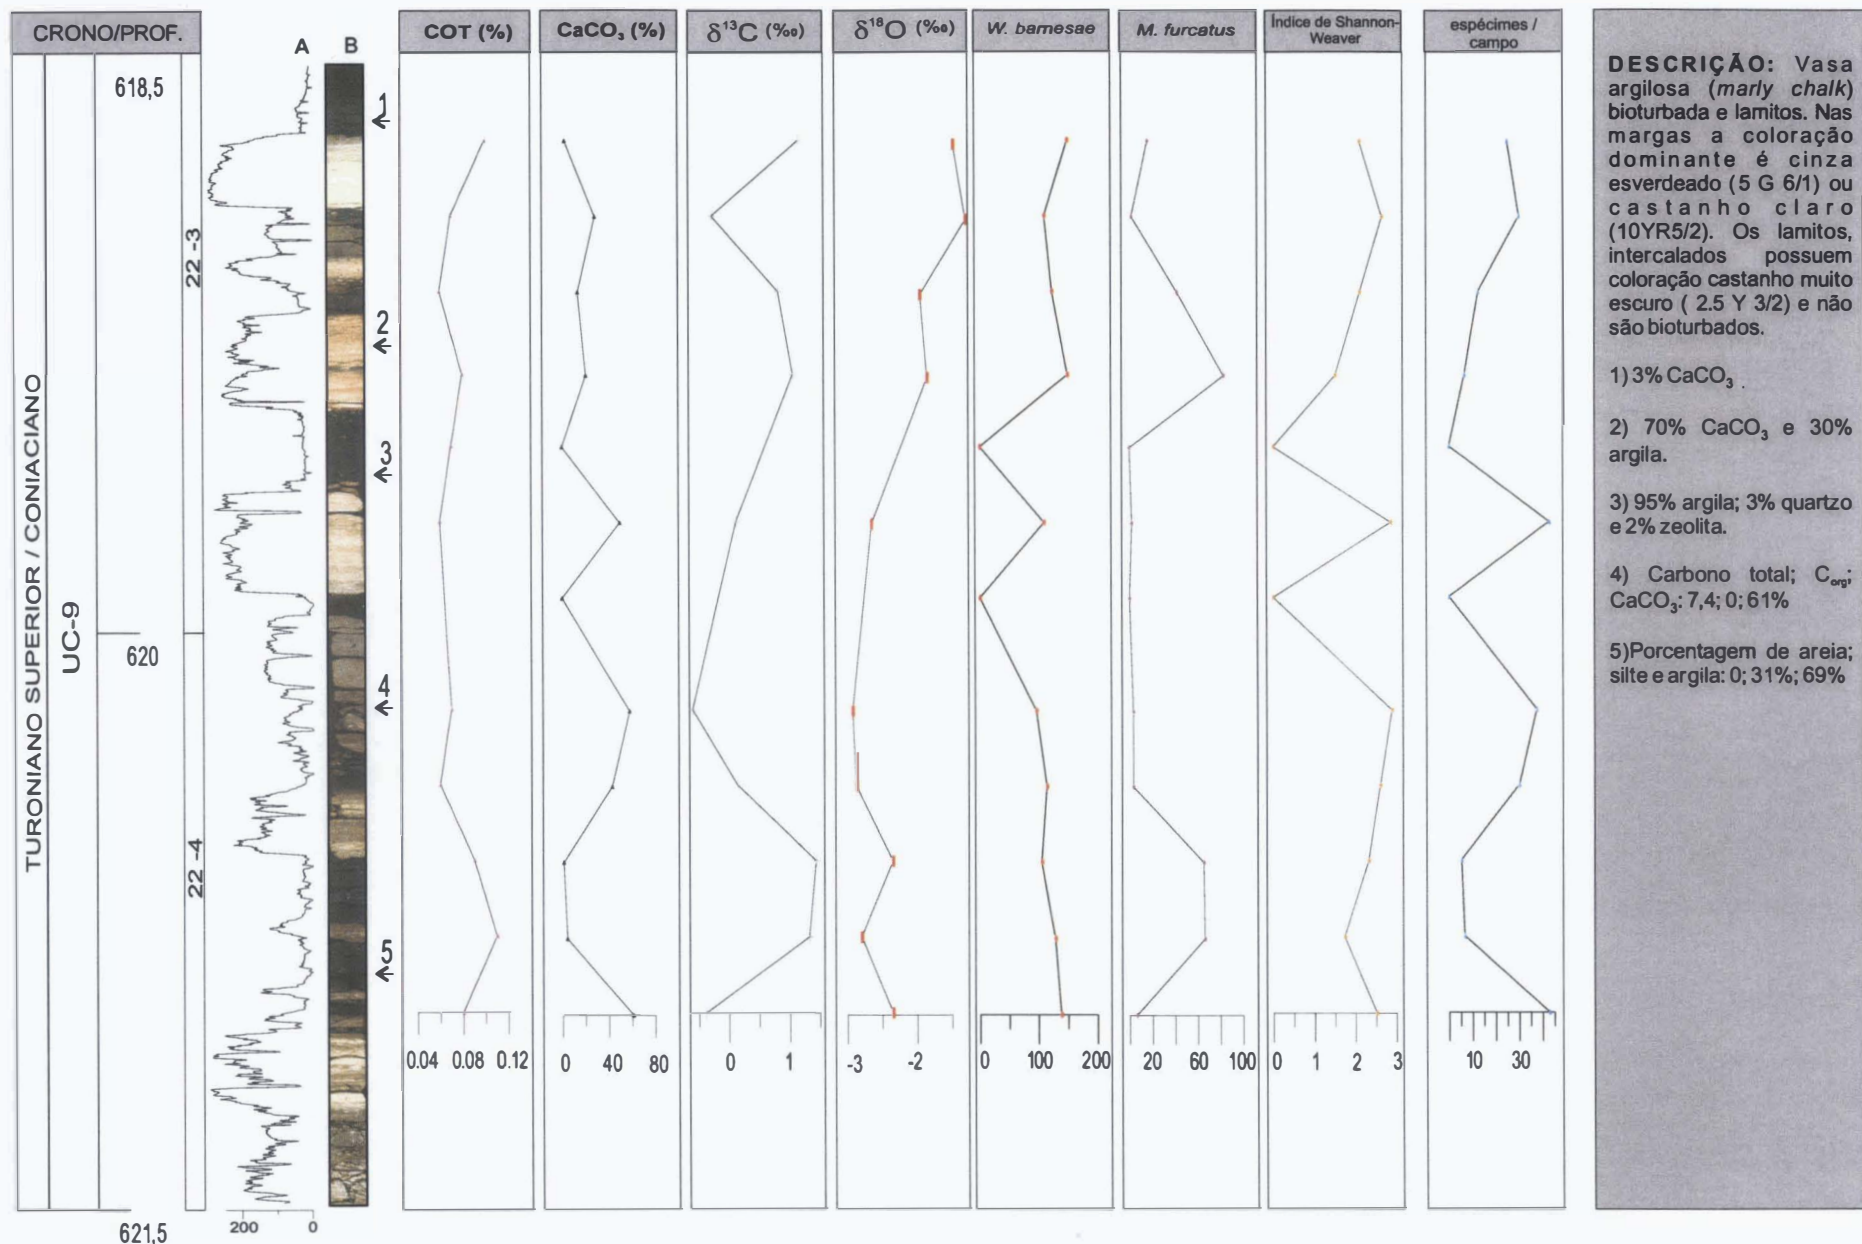 CRONO/PROF.
A B
COT (%)
CaCO₃ (%)
δ¹³C (‰)
δ¹⁸O (‰)
W. barnesae
M. furcatus
Índice de Shannon-
Weaver
espécimes /
campo
TURONIANO SUPERIOR / CONIACIANO
UC-9
618,5
620
621,5
22 -3
22 -4
1
2
3
4
5
200 0
0.04 0.08 0.12
0 40 80
0 1
-3 -2
0 100 200
20 60 100
0 1 2 3
10 30
DESCRIÇÃO: Vasa
argilosa (marly chalk)
bioturbada e lamitos. Nas
margas a coloração
dominante é cinza
esverdeado (5 G 6/1) ou
castanho claro
(10YR5/2). Os lamitos,
intercalados possuem
coloração castanho muito
escuro ( 2.5 Y 3/2) e não
são bioturbados.
1) 3% CaCO₃ .
2) 70% CaCO₃ e 30%
argila.
3) 95% argila; 3% quartzo
e 2% zeolita.
4) Carbono total; Corg;
CaCO₃: 7,4; 0; 61%
5)Porcentagem de areia;
silte e argila: 0; 31%; 69%